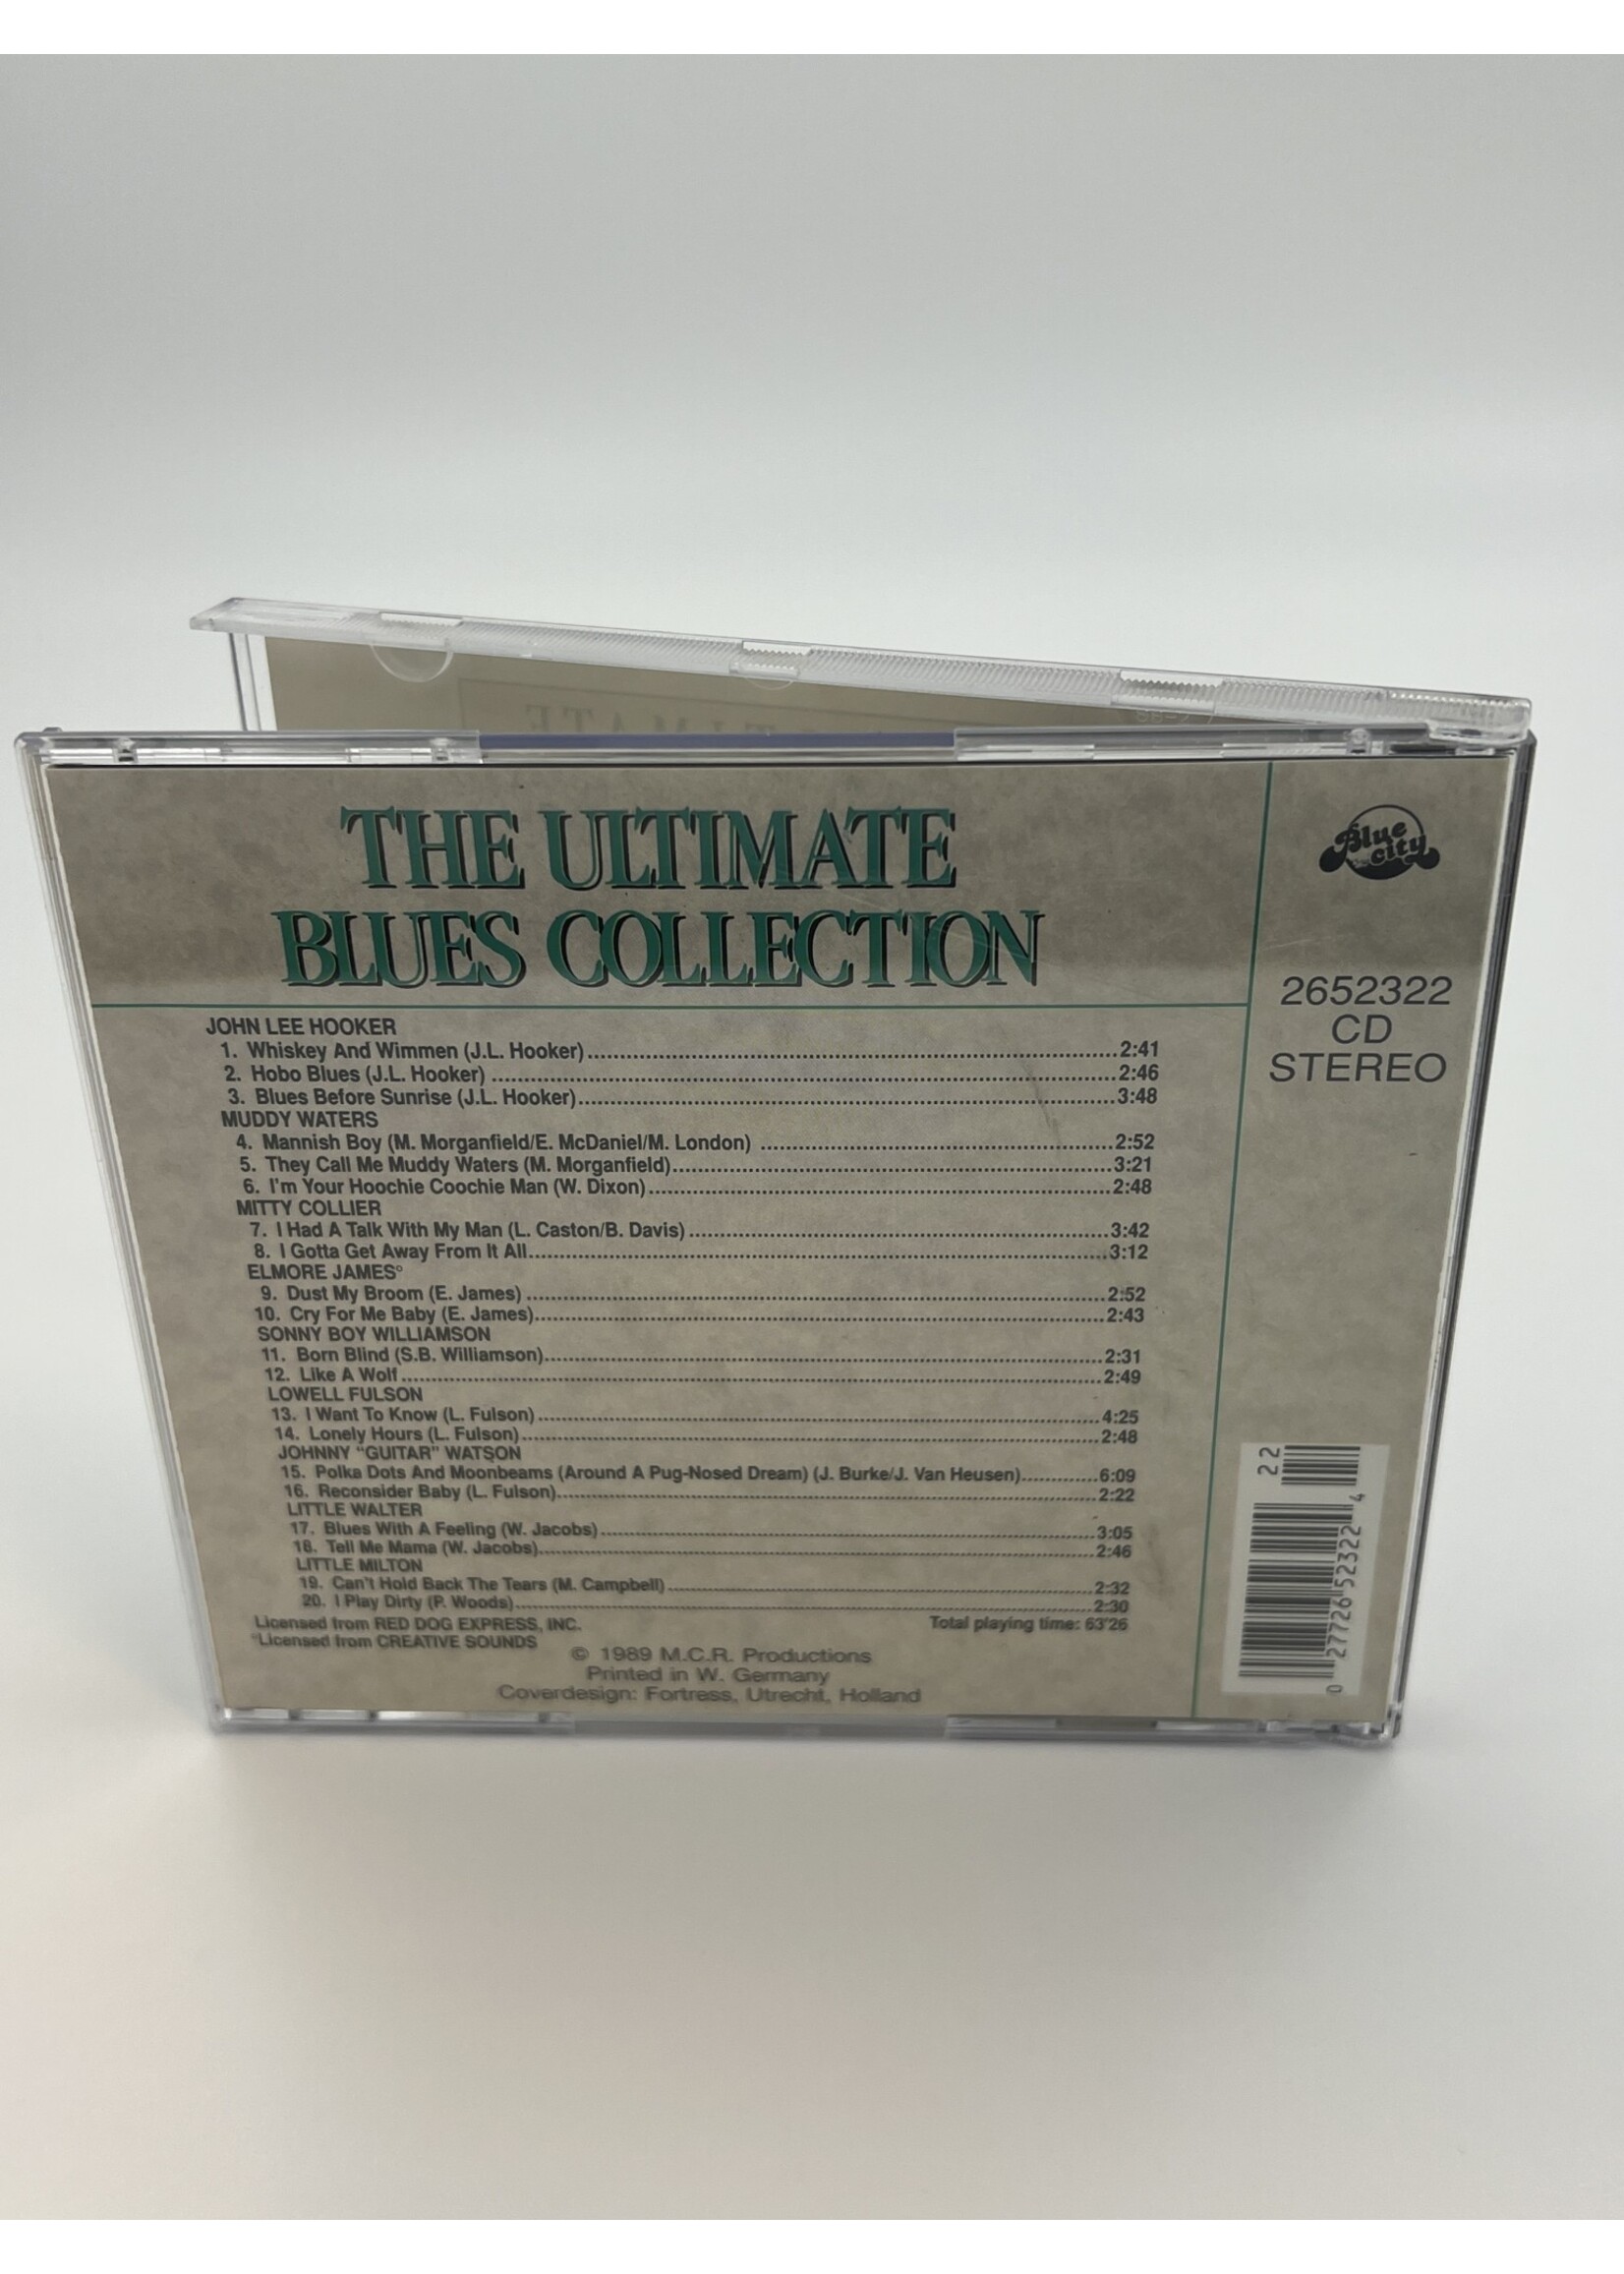 THE ULTIMATE
BLUES COLLECTION
JOHN LEE HOOKER
1. Whiskey And Wimmen (J.L. Hooker) 2:41
2. Hobo Blues (J.L. Hooker) 2:46
3. Blues Before Sunrise (J.L. Hooker) 3:48
MUDDY WATERS
4. Mannish Boy (M. Morganfield/E. McDaniel/M. London) 2:52
5. They Call Me Muddy Waters (M. Morganfield) 3:21
6. I'm Your Hoochie Coochie Man (W. Dixon) 2:48
MITTY COLLIER
7. I Had A Talk With My Man (L. Caston/B. Davis) 3:42
8. I Gotta Get Away From It All 3:12
ELMORE JAMES°
9. Dust My Broom (E. James) 2:52
10. Cry For Me Baby (E. James) 2:43
SONNY BOY WILLIAMSON
11. Born Blind (S.B. Williamson) 2:31
12. Like A Wolf 2:49
LOWELL FULSON
13. I Want To Know (L. Fulson) 4:25
14. Lonely Hours (L. Fulson) 2:48
JOHNNY "GUITAR" WATSON
15. Polka Dots And Moonbeams (Around A Pug-Nosed Dream) (J. Burke/J. Van Heusen) 6:09
16. Reconsider Baby (L. Fulson) 2:22
LITTLE WALTER
17. Blues With A Feeling (W. Jacobs) 3:05
18. Tell Me Mama (W. Jacobs) 2:46
LITTLE MILTON
19. Can't Hold Back The Tears (M. Campbell) 2:32
20. I Play Dirty (P. Woods) 2:30
Licensed from RED DOG EXPRESS, INC. Total playing time: 63'26
°Licensed from CREATIVE SOUNDS
© 1989 M.C.R. Productions
Printed in W. Germany
Coverdesign: Fortress, Utrecht, Holland
Blue
city
2652322
CD
STEREO
22
0 27726 52322 4